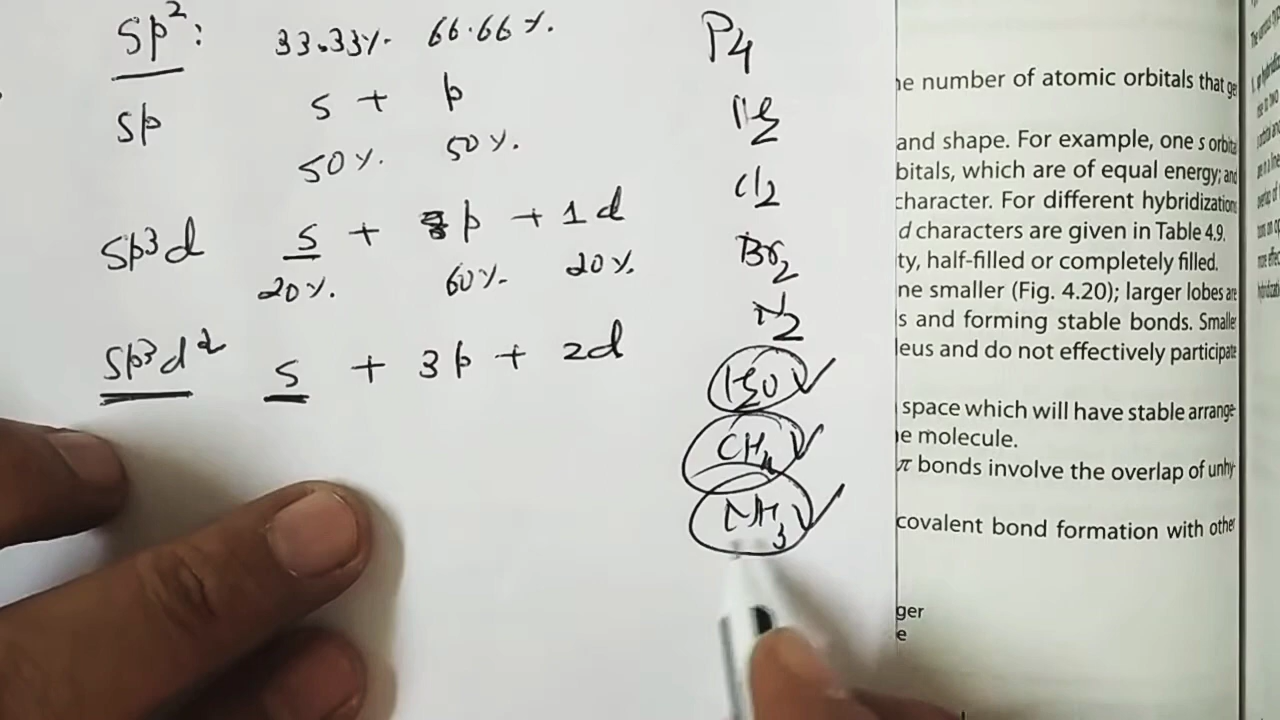 sp²: 33.33% 66.66%
sp s + p
50% 50%
sp³d s + p + 1d
20% 60% 20%
sp³d² s + 3p + 2d
P4
Cl2
Br2
N2
H2O
CH4
NH3
ne number of atomic orbitals that ge
and shape. For example, one s orbita
bitals, which are of equal energy; and
character. For different hybridizations
d characters are given in Table 4.9.
ty, half-filled or completely filled.
ne smaller (Fig. 4.20); larger lobes are
s and forming stable bonds. Smaller
leus and do not effectively participate
space which will have stable arrange-
e molecule.
π bonds involve the overlap of unhy-
covalent bond formation with other
ger
e